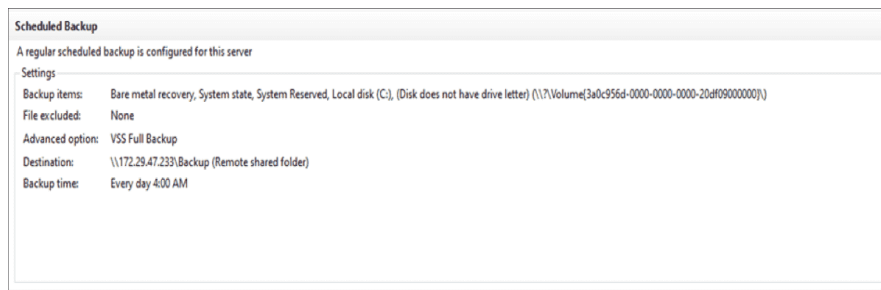 Scheduled Backup
A regular scheduled backup is configured for this server
Settings
Backup items: Bare metal recovery, System state, System Reserved, Local disk (C:), (Disk does not have drive letter) (\\?\Volume{3a0c956d-0000-0000-0000-20df09000000}\)
File excluded: None
Advanced option: VSS Full Backup
Destination: \\172.29.47.233\Backup (Remote shared folder)
Backup time: Every day 4:00 AM